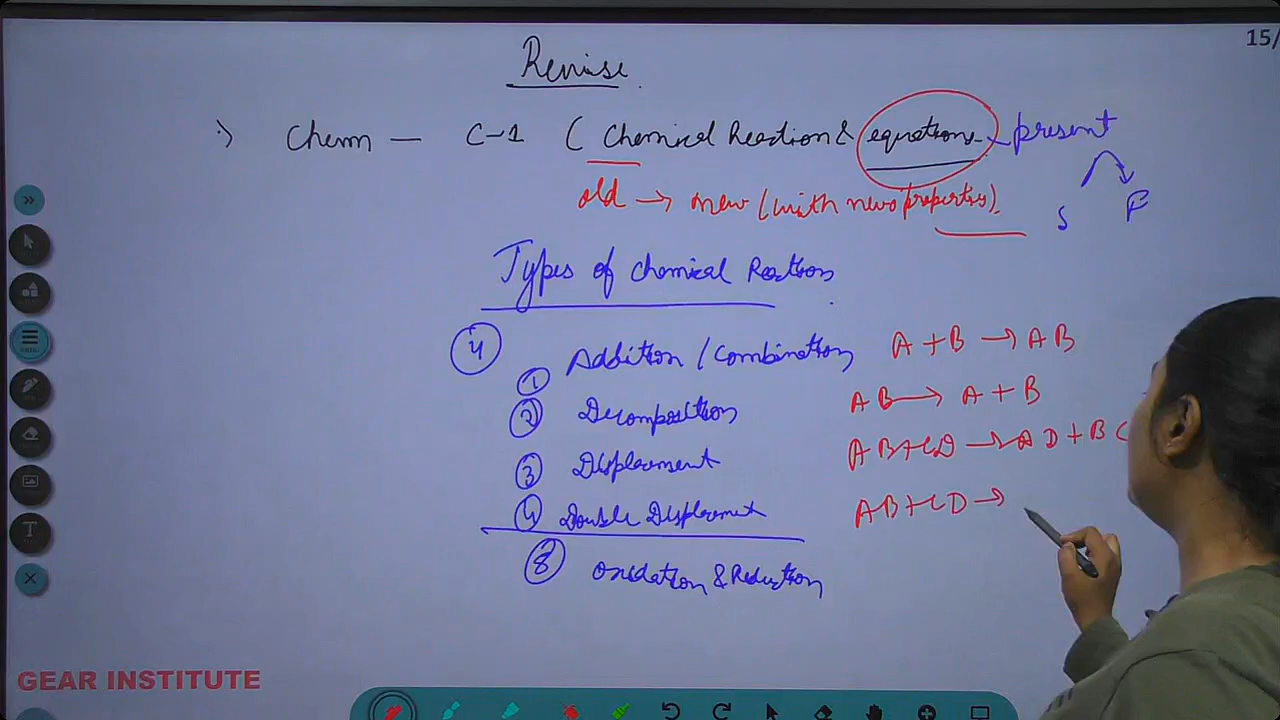 15/
Revise
Chem — C-1 ( Chemical Reaction & equations present
old → new (with new properties).
S F
Types of chemical Reactions
4
1 Addition / Combination A + B → AB
2 Decomposition AB → A + B
3 Displacement AB + CD → AD + BC
4 Double Displacement AB + CD →
8 Oxidation & Reduction
T
GEAR INSTITUTE